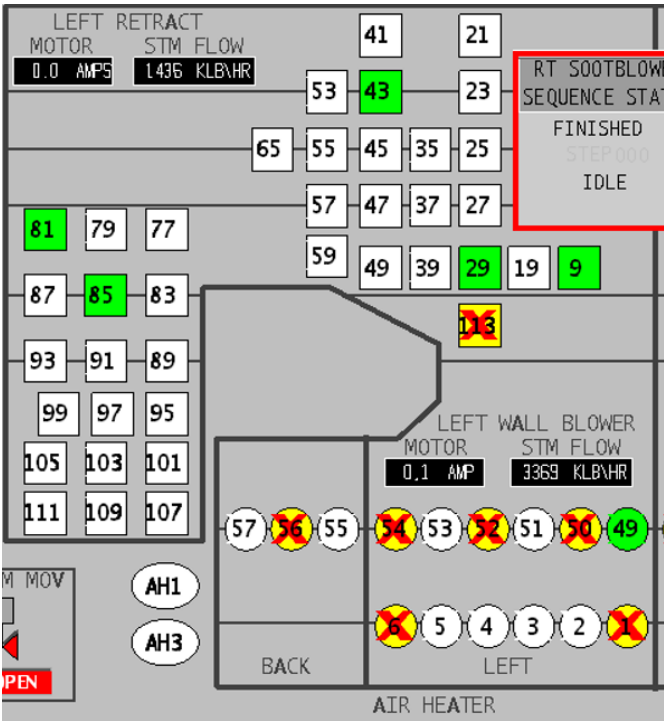 LEFT RETRACT
MOTOR STM FLOW
0.0 AMPS 1436 KLB\HR
41 21
RT SOOTBLOWE
SEQUENCE STAT
FINISHED
STEP000
IDLE
53 43 23
65 55 45 35 25
57 47 37 27
81 79 77
59 49 39 29 19 9
87 85 83
113
93 91 89
99 97 95
105 103 101
111 109 107
LEFT WALL BLOWER
MOTOR STM FLOW
0.1 AMP 3369 KLB\HR
57 56 55 54 53 52 51 50 49
M MOV
OPEN
AH1
AH3
6 5 4 3 2 1
BACK LEFT
AIR HEATER